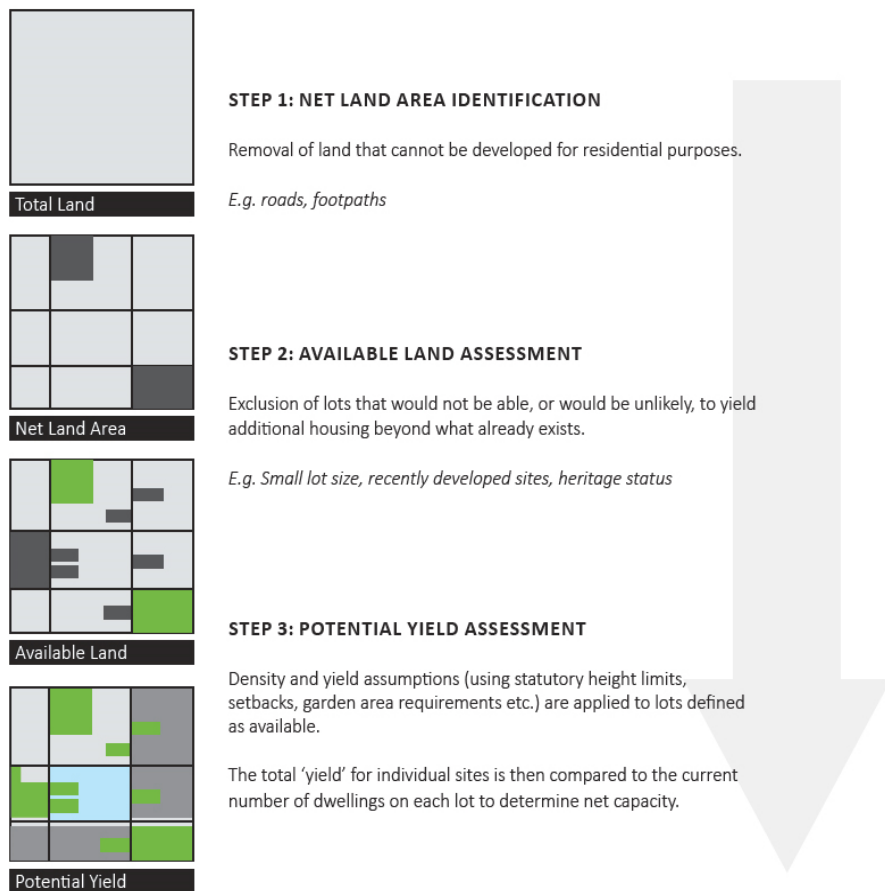 Total Land
STEP 1: NET LAND AREA IDENTIFICATION
Removal of land that cannot be developed for residential purposes.
E.g. roads, footpaths
Net Land Area
STEP 2: AVAILABLE LAND ASSESSMENT
Exclusion of lots that would not be able, or would be unlikely, to yield
additional housing beyond what already exists.
E.g. Small lot size, recently developed sites, heritage status
Available Land
STEP 3: POTENTIAL YIELD ASSESSMENT
Density and yield assumptions (using statutory height limits,
setbacks, garden area requirements etc.) are applied to lots defined
as available.
The total ‘yield’ for individual sites is then compared to the current
number of dwellings on each lot to determine net capacity.
Potential Yield